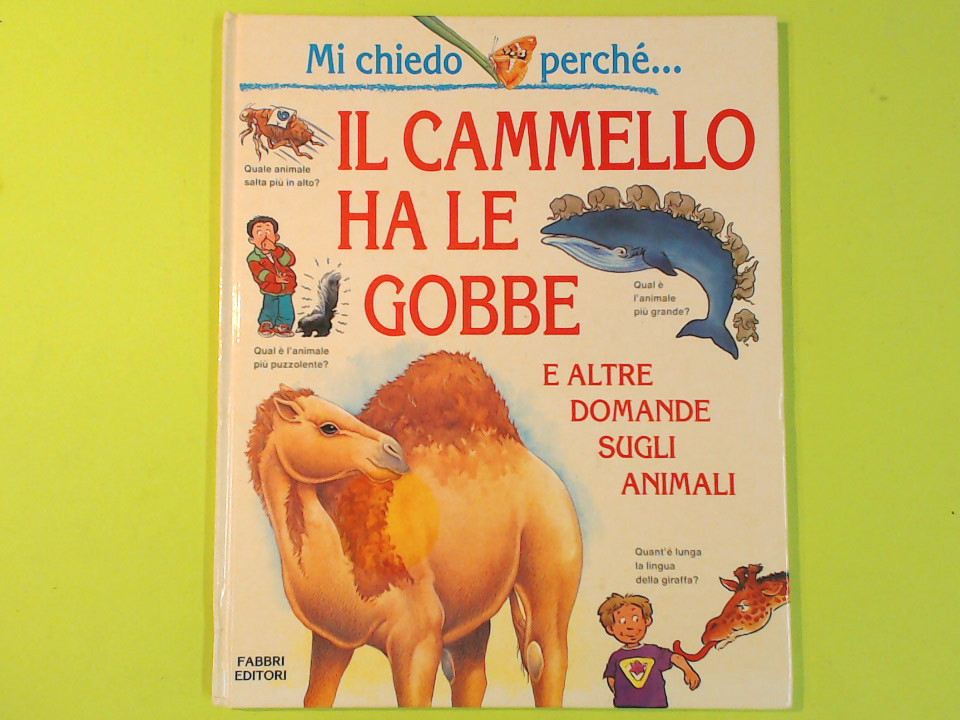 Mi chiedo perché...
IL CAMMELLO
HA LE
GOBBE
Quale animale
salta più in alto?
Qual è
l'animale
più grande?
Qual è l'animale
più puzzolente?
E ALTRE
DOMANDE
SUGLI
ANIMALI
Quant'è lunga
la lingua
della giraffa?
FABBRI
EDITORI